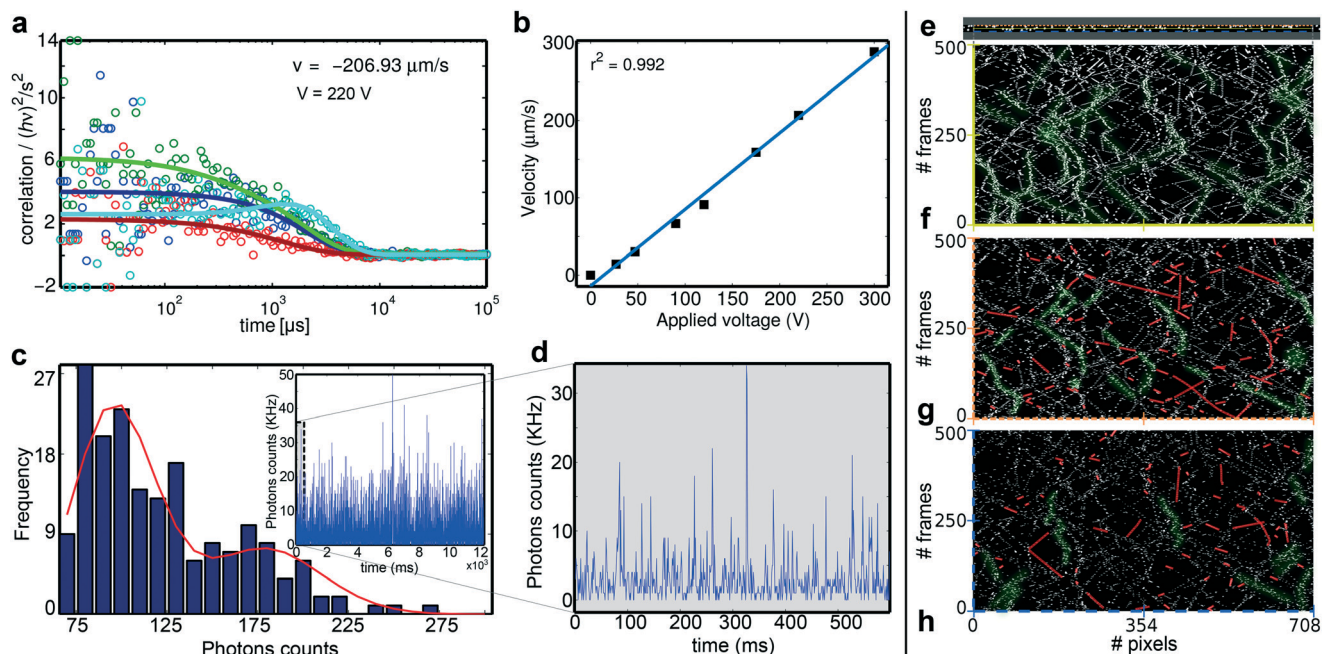 a
correlation / (hν)²/s²
14
10
6
2
−2
v = −206.93 μm/s
V = 220 V
10² 10³ 10⁴ 10⁵
time [μs]
b
Velocity (μm/s)
300
200
100
0
r² = 0.992
0 50 100 150 200 250 300
Applied voltage (V)
c
Frequency
27
18
9
0
75 125 175 225 275
Photons counts
Photons counts (KHz)
50
40
30
20
10
0
0 2 4 6 8 10 12
×10³
time (ms)
d
Photons counts (KHz)
30
20
10
0
0 100 200 300 400 500
time (ms)
e
500
# frames
250
0
f
500
# frames
250
0
g
500
# frames
250
0
h
0 354 708
# pixels